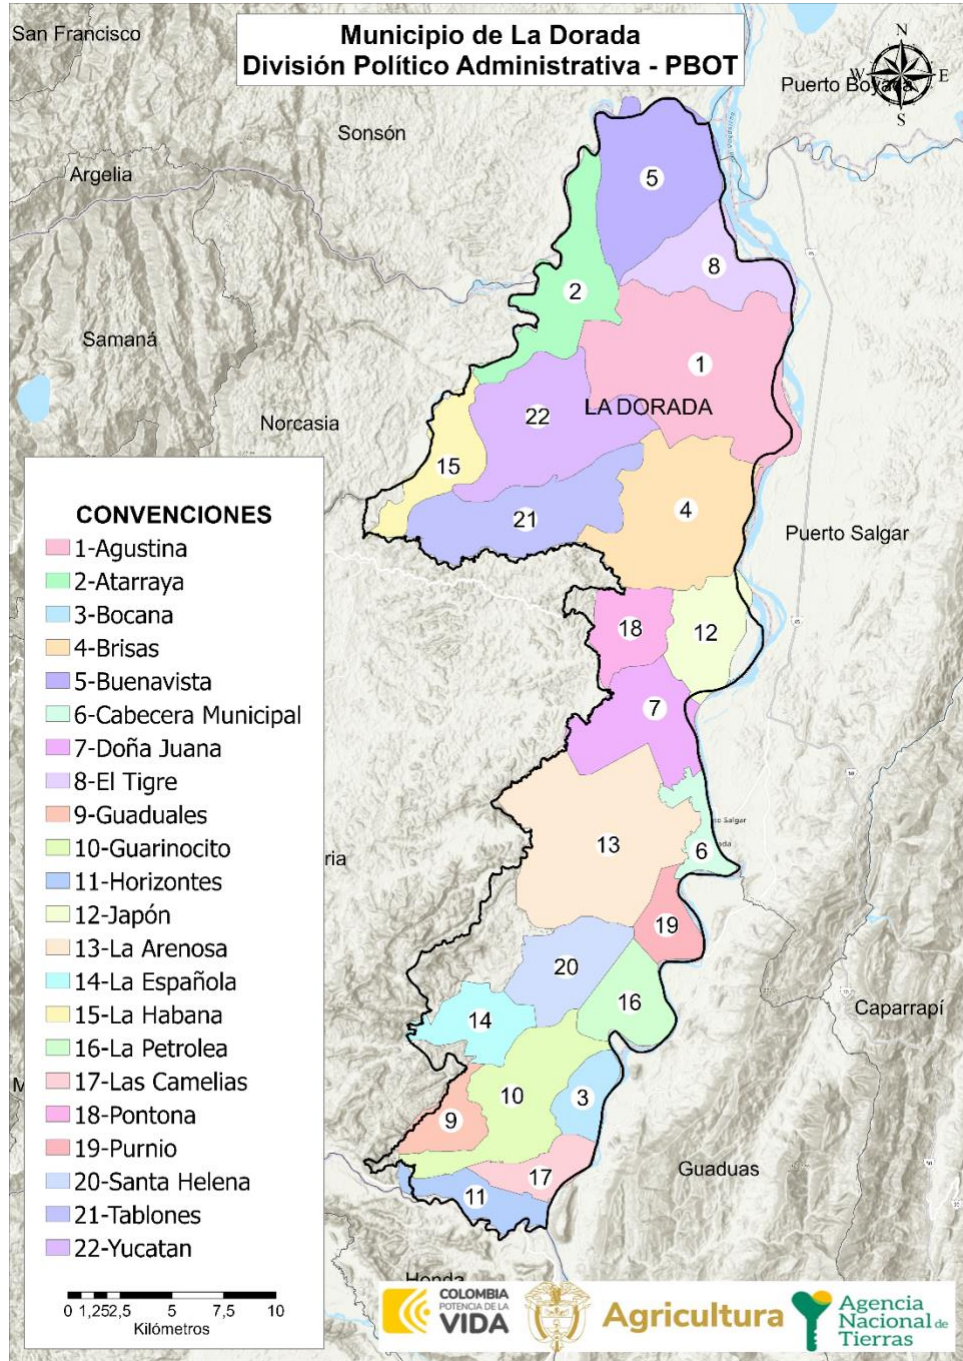 Municipio de La Dorada
División Político Administrativa - PBOT
San Francisco
N
W
E
S
Puerto Boyacá
Sonsón
Argelia
5
8
2
Samaná
1
LA DORADA
Norcasia
22
15
4
21
Puerto Salgar
12
18
7
13
6
19
20
16
14
Caparrapí
10
3
9
17
11
Guaduas
Honda
CONVENCIONES
1-Agustina
2-Atarraya
3-Bocana
4-Brisas
5-Buenavista
6-Cabecera Municipal
7-Doña Juana
8-El Tigre
9-Guaduales
10-Guarinocito
11-Horizontes
12-Japón
13-La Arenosa
14-La Española
15-La Habana
16-La Petrolea
17-Las Camelias
18-Pontona
19-Purnio
20-Santa Helena
21-Tablones
22-Yucatan
0 1,25 2,5 5 7,5 10
Kilómetros
COLOMBIA
POTENCIA DE LA
VIDA
Agricultura
Agencia
Nacional de
Tierras